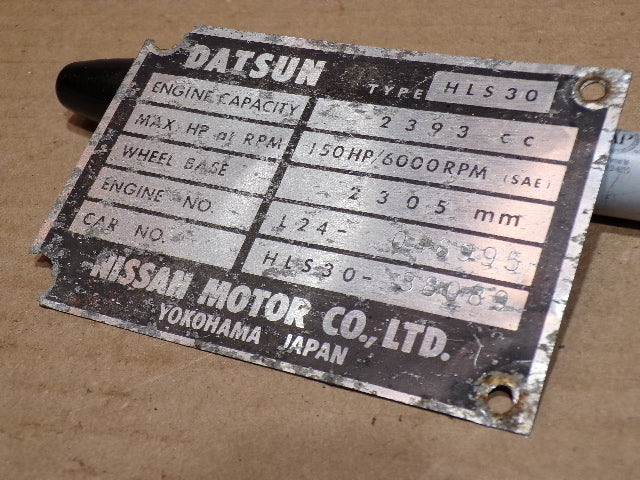 DATSUN TYPE HLS30
ENGINE CAPACITY 2393 cc
MAX. HP at RPM 150HP/6000RPM (SAE)
WHEEL BASE 2305 mm
ENGINE NO. L24-
CAR NO. HLS30-
NISSAN MOTOR CO., LTD.
YOKOHAMA JAPAN